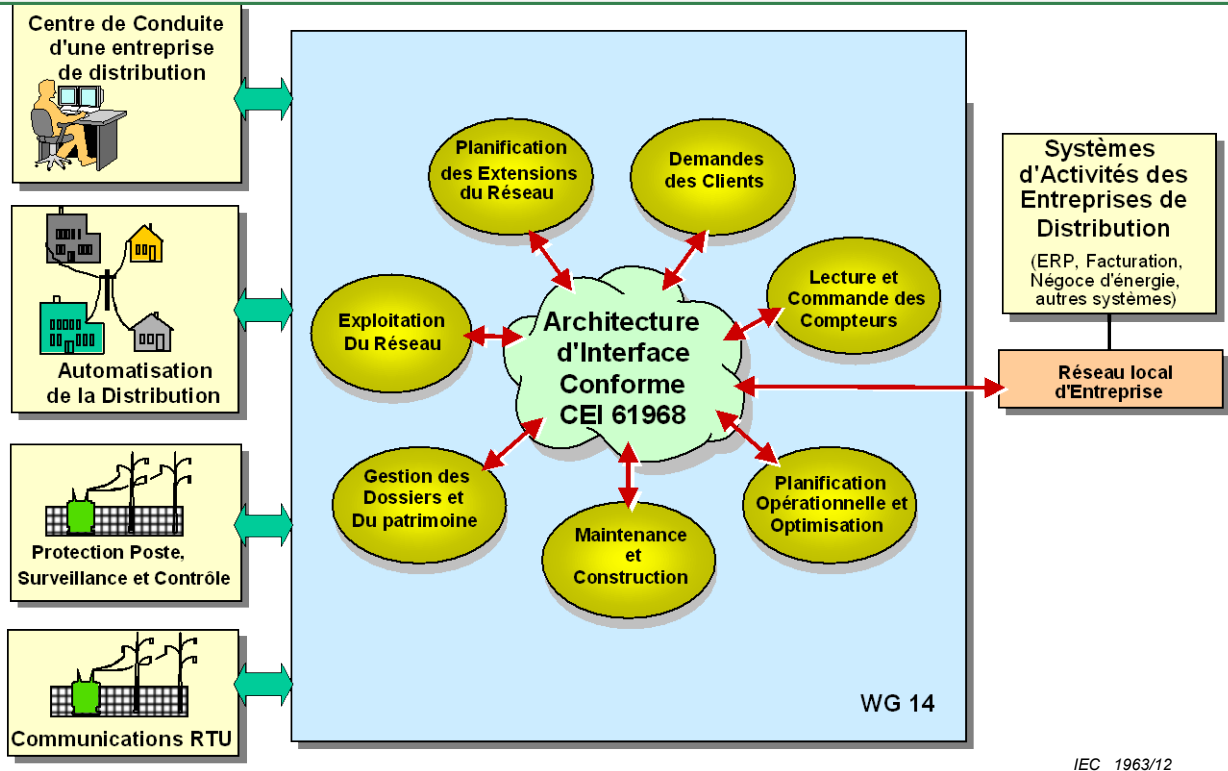 Centre de Conduite
d'une entreprise
de distribution
Automatisation
de la Distribution
Protection Poste,
Surveillance et Contrôle
Communications RTU
Planification
des Extensions
du Réseau
Demandes
des Clients
Exploitation
Du Réseau
Architecture
d'Interface
Conforme
CEI 61968
Lecture et
Commande des
Compteurs
Gestion des
Dossiers et
Du patrimoine
Maintenance
et
Construction
Planification
Opérationnelle et
Optimisation
WG 14
Systèmes
d'Activités des
Entreprises de
Distribution
(ERP, Facturation,
Négoce d'énergie,
autres systèmes)
Réseau local
d'Entreprise
IEC 1963/12